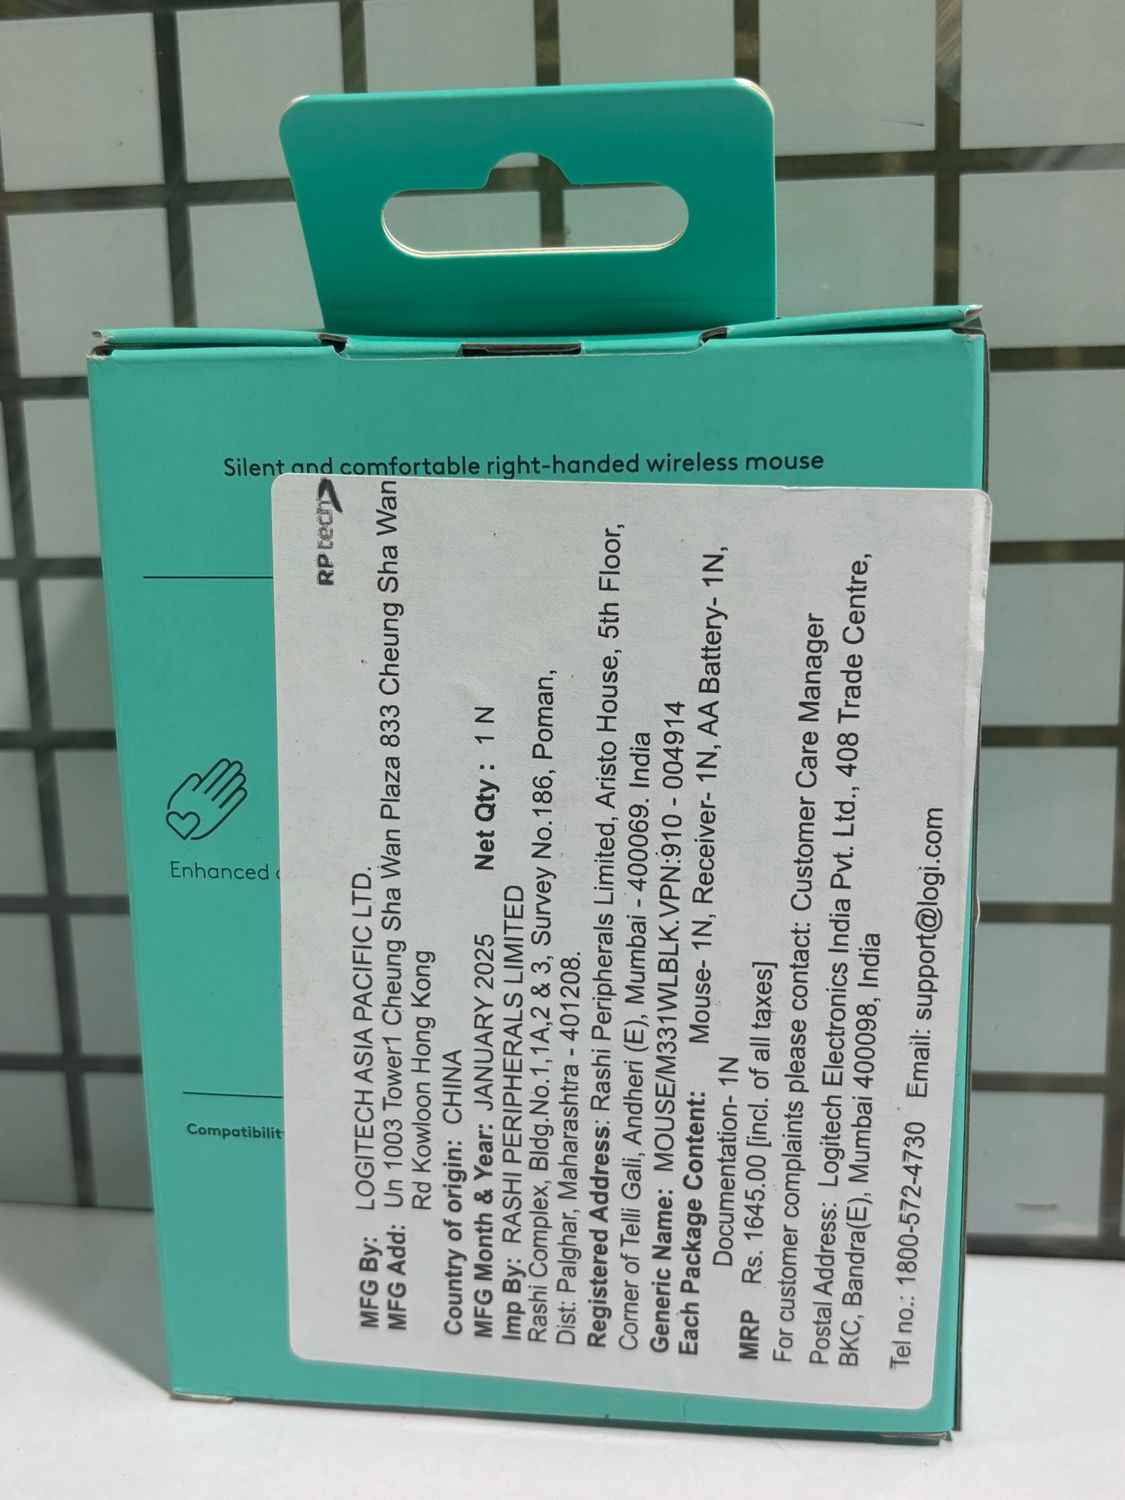 Silent and comfortable right-handed wireless mouse
Enhanced
Compatibilit
RP tech
MFG By: LOGITECH ASIA PACIFIC LTD.
MFG Add: Un 1003 Tower1 Cheung Sha Wan Plaza 833 Cheung Sha Wan
Rd Kowloon Hong Kong
Country of origin: CHINA
MFG Month & Year: JANUARY 2025 Net Qty : 1 N
Imp By: RASHI PERIPHERALS LIMITED
Rashi Complex, Bldg.No.1,1A,2 & 3, Survey No.186, Poman,
Dist: Palghar, Maharashtra - 401208.
Registered Address: Rashi Peripherals Limited, Aristo House, 5th Floor,
Corner of Telli Gali, Andheri (E), Mumbai - 400069. India
Generic Name: MOUSE/M331WLBLK.VPN:910 - 004914
Each Package Content: Mouse- 1N, Receiver- 1N, AA Battery- 1N,
Documentation- 1N
MRP Rs. 1645.00 [incl. of all taxes]
For customer complaints please contact: Customer Care Manager
Postal Address: Logitech Electronics India Pvt. Ltd., 408 Trade Centre,
BKC, Bandra(E), Mumbai 400098, India
Tel no.: 1800-572-4730 Email: support@logi.com